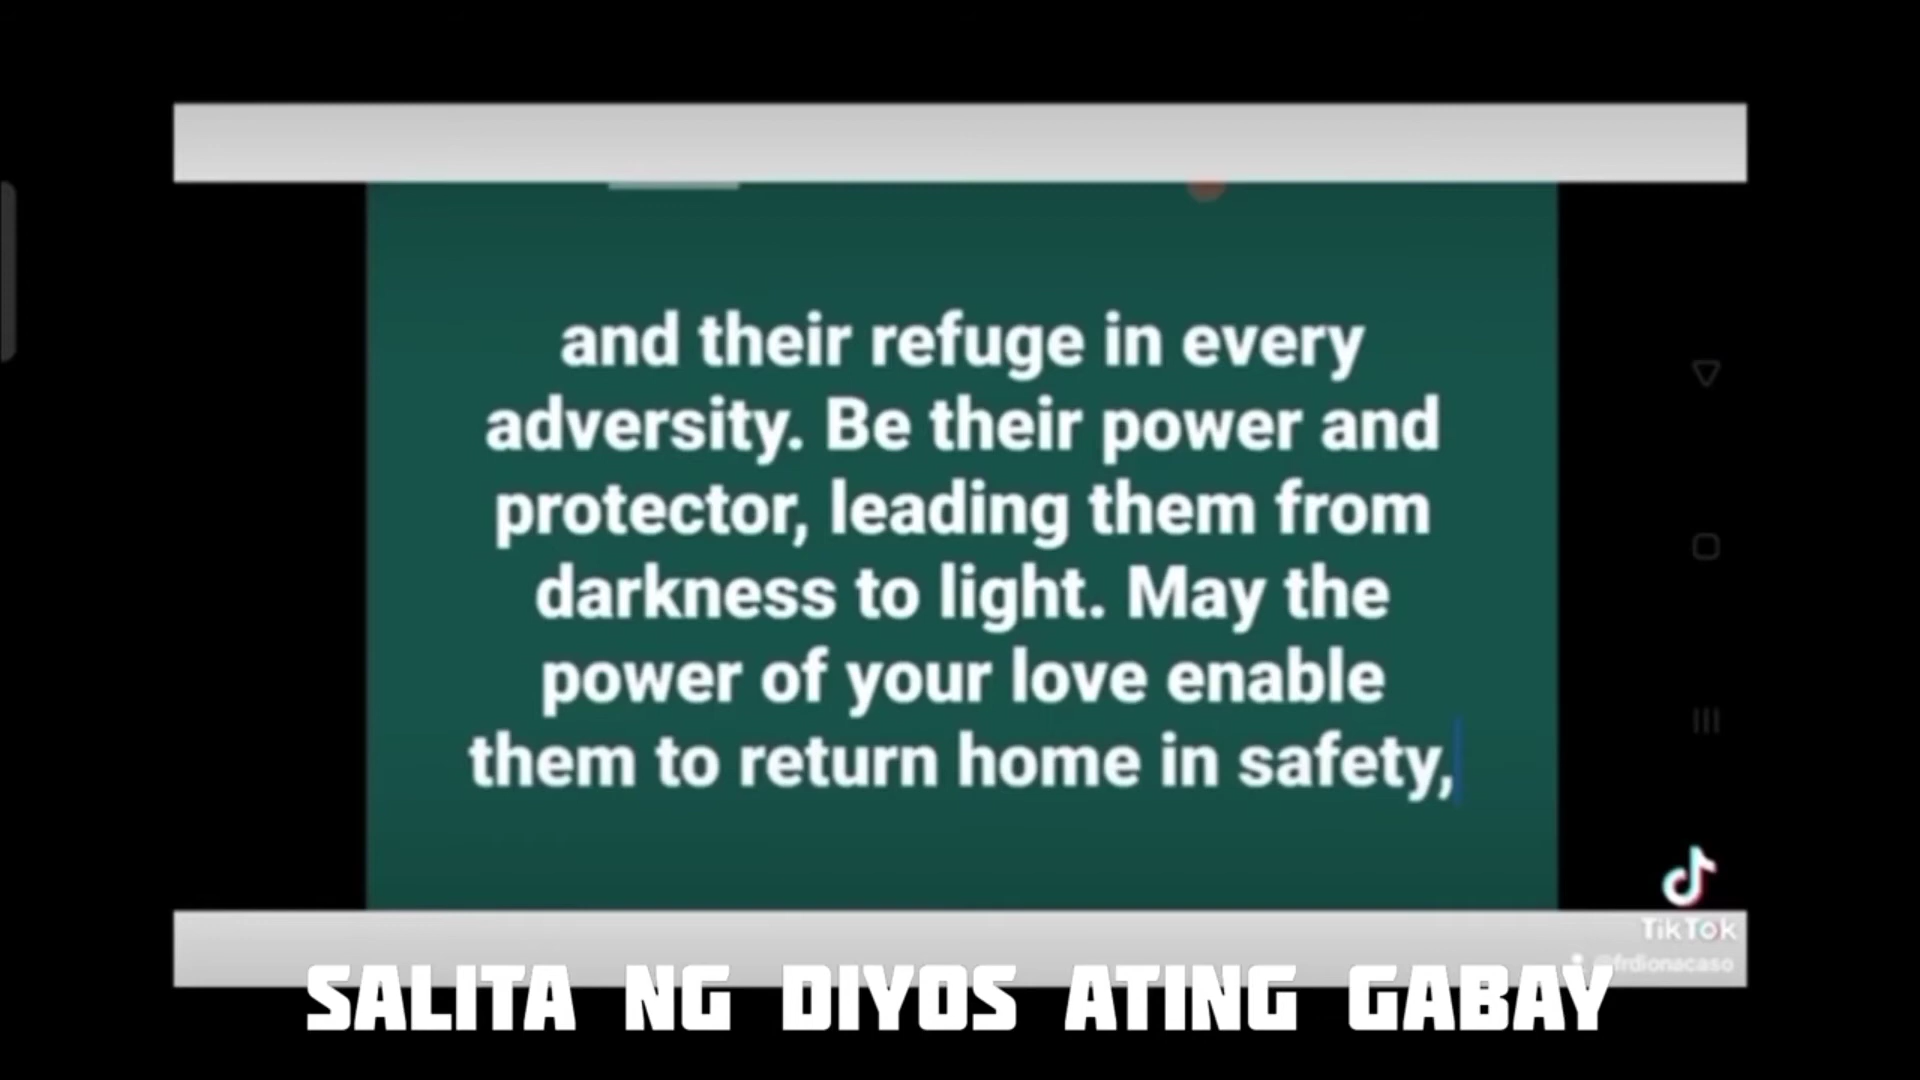 and their refuge in every
adversity. Be their power and
protector, leading them from
darkness to light. May the
power of your love enable
them to return home in safety,
TikTok
@frdionacaso
SALITA NG DIYOS ATING GABAY